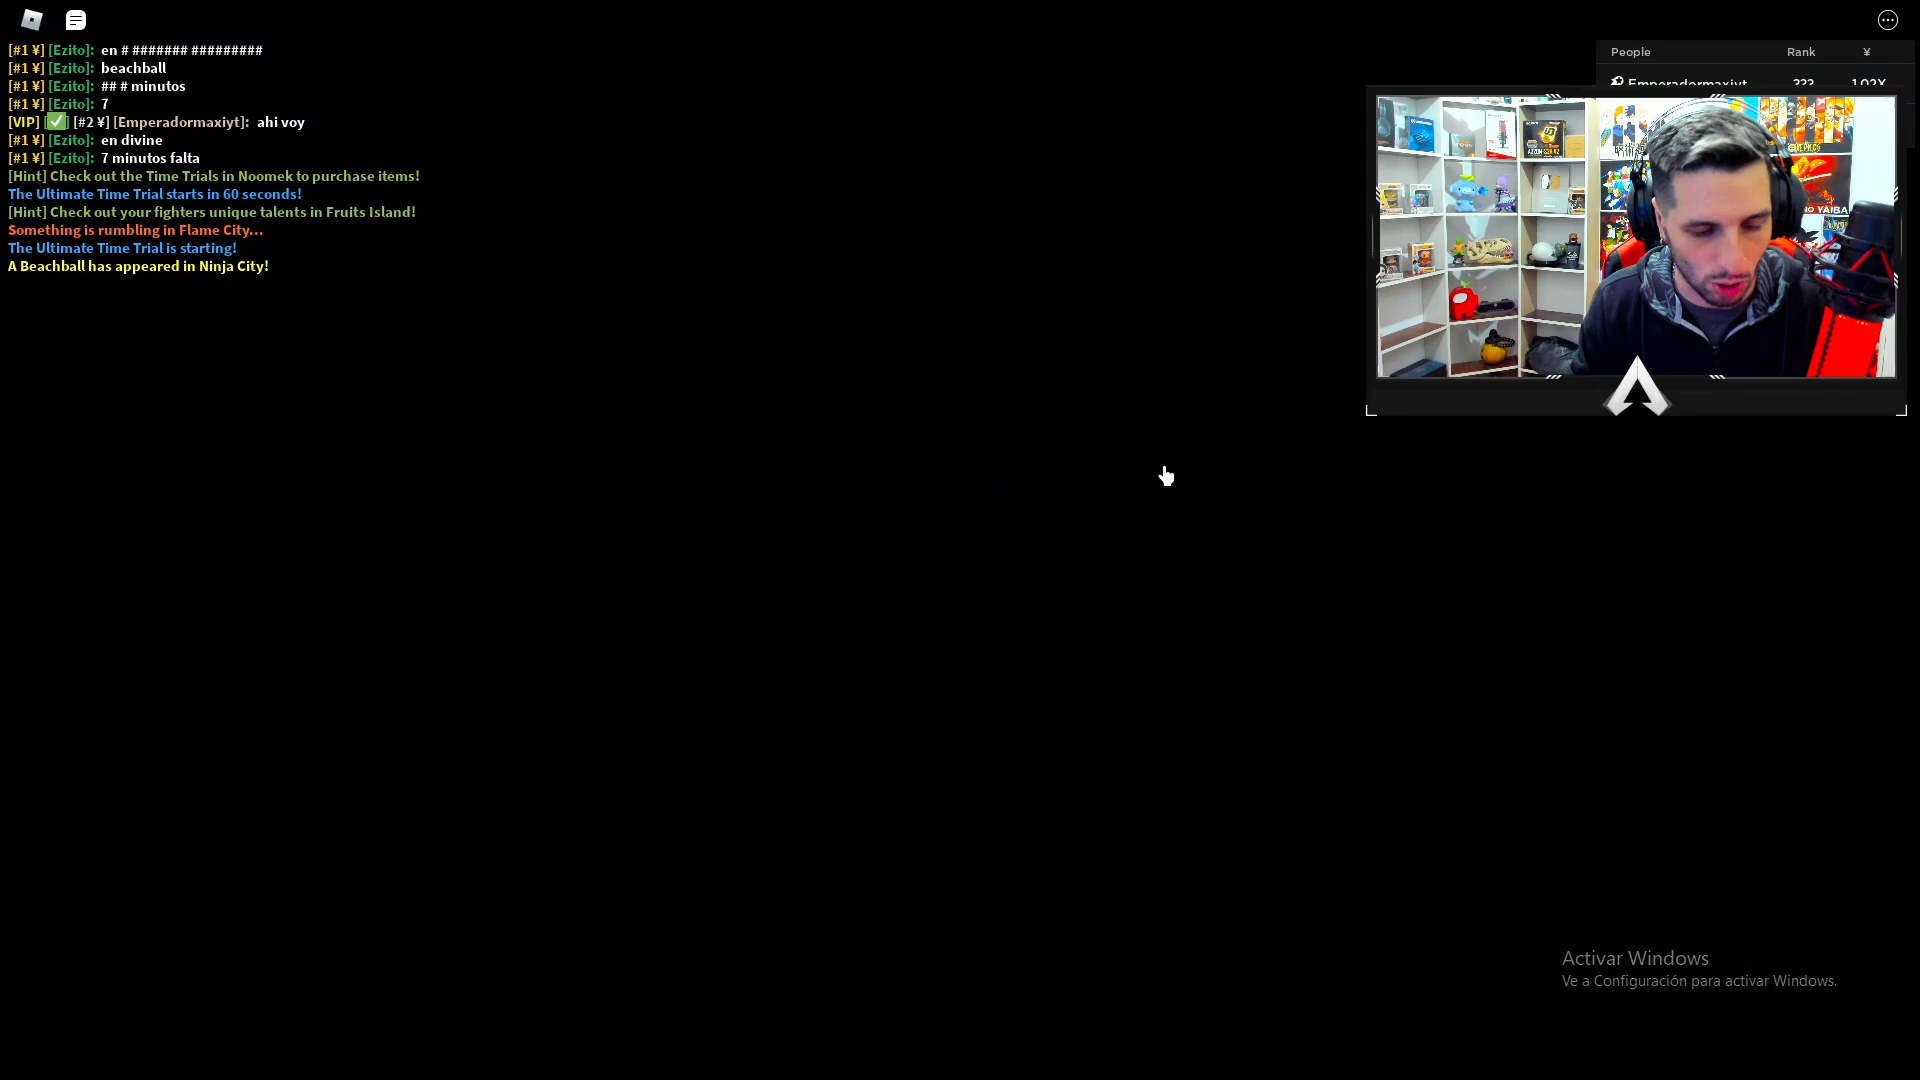 [#1 ¥] [Ezito]: en # ####### #########
[#1 ¥] [Ezito]: beachball
[#1 ¥] [Ezito]: ## # minutos
[#1 ¥] [Ezito]: 7
[VIP] [✅] [#2 ¥] [Emperadormaxiyt]: ahi voy
[#1 ¥] [Ezito]: en divine
[#1 ¥] [Ezito]: 7 minutos falta
[Hint] Check out the Time Trials in Noomek to purchase items!
The Ultimate Time Trial starts in 60 seconds!
[Hint] Check out your fighters unique talents in Fruits Island!
Something is rumbling in Flame City...
The Ultimate Time Trial is starting!
A Beachball has appeared in Ninja City!
People Rank ¥
Emperadormaxiyt ??? 1.02X
YAIBA
Activar Windows
Ve a Configuración para activar Windows.